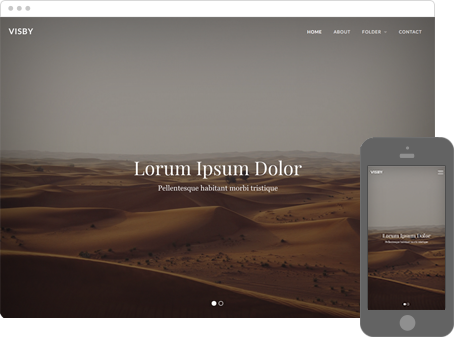 VISBY
HOME ABOUT FOLDER CONTACT
Lorum Ipsum Dolor
Pellentesque habitant morbi tristique
VISBY
Lorum Ipsum Dolor
Pellentesque habitant morbi tristique